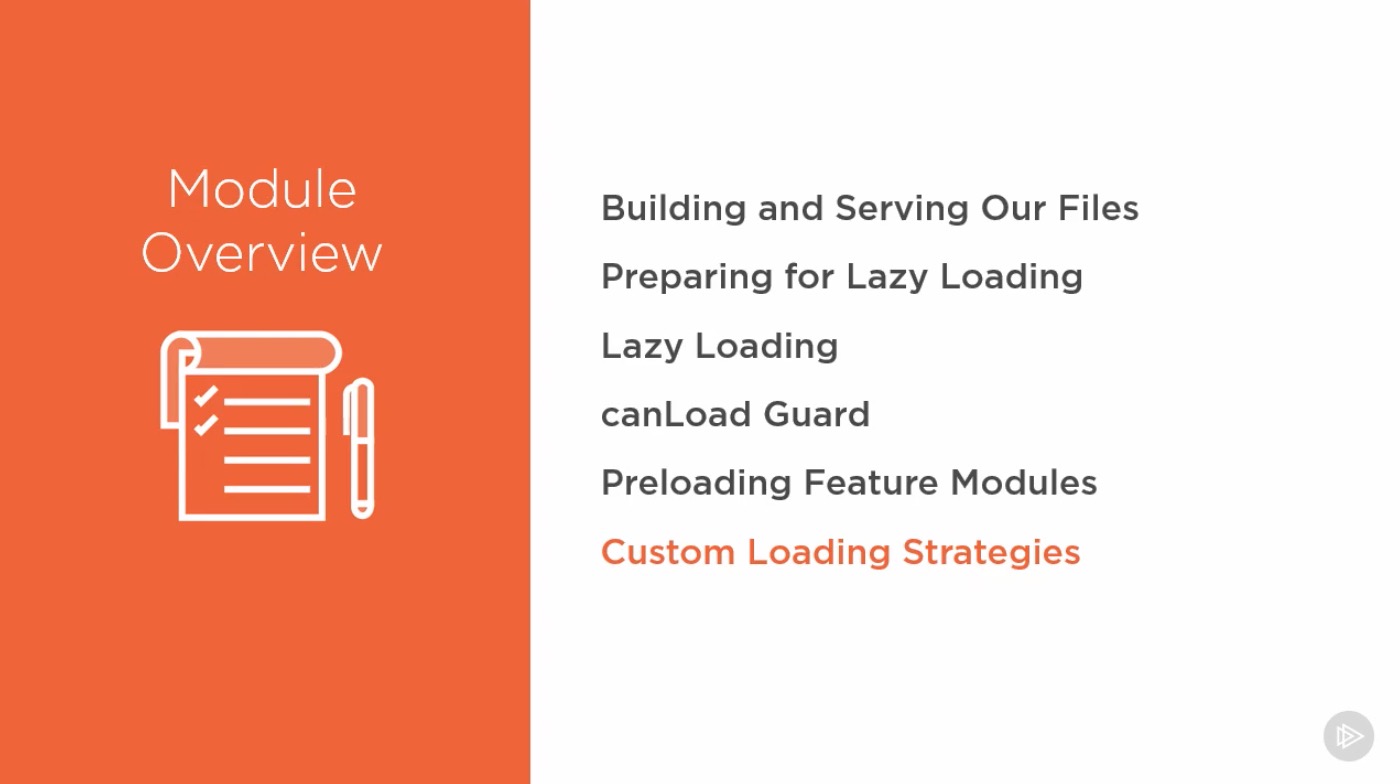 Module
Overview
Building and Serving Our Files
Preparing for Lazy Loading
Lazy Loading
canLoad Guard
Preloading Feature Modules
Custom Loading Strategies